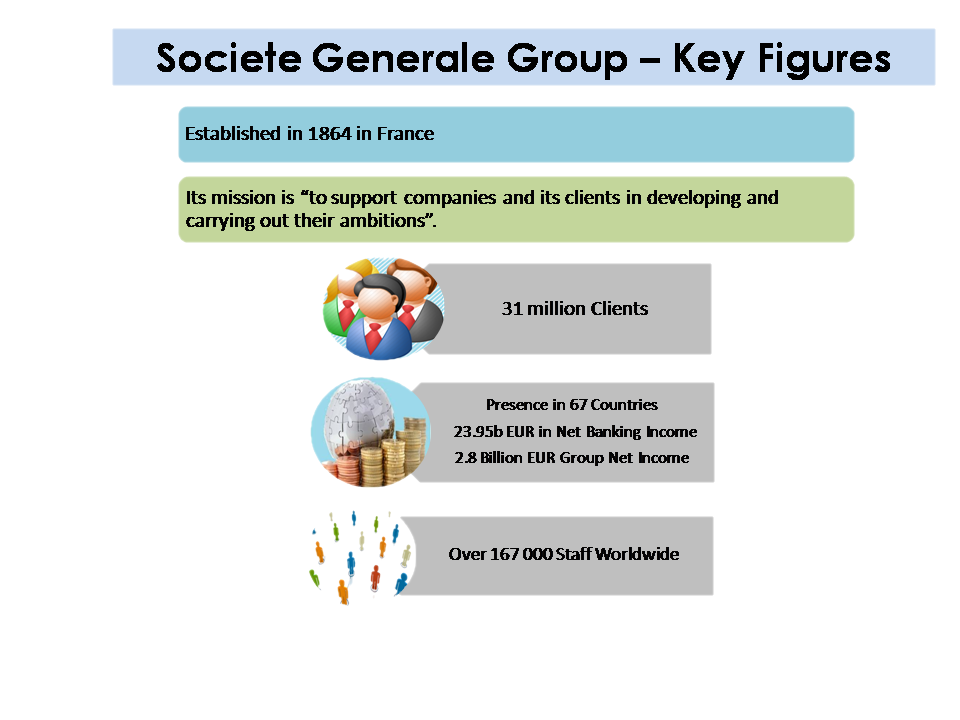 Societe Generale Group – Key Figures
Established in 1864 in France
Its mission is “to support companies and its clients in developing and
carrying out their ambitions”.
31 million Clients
Presence in 67 Countries
23.95b EUR in Net Banking Income
2.8 Billion EUR Group Net Income
Over 167 000 Staff Worldwide